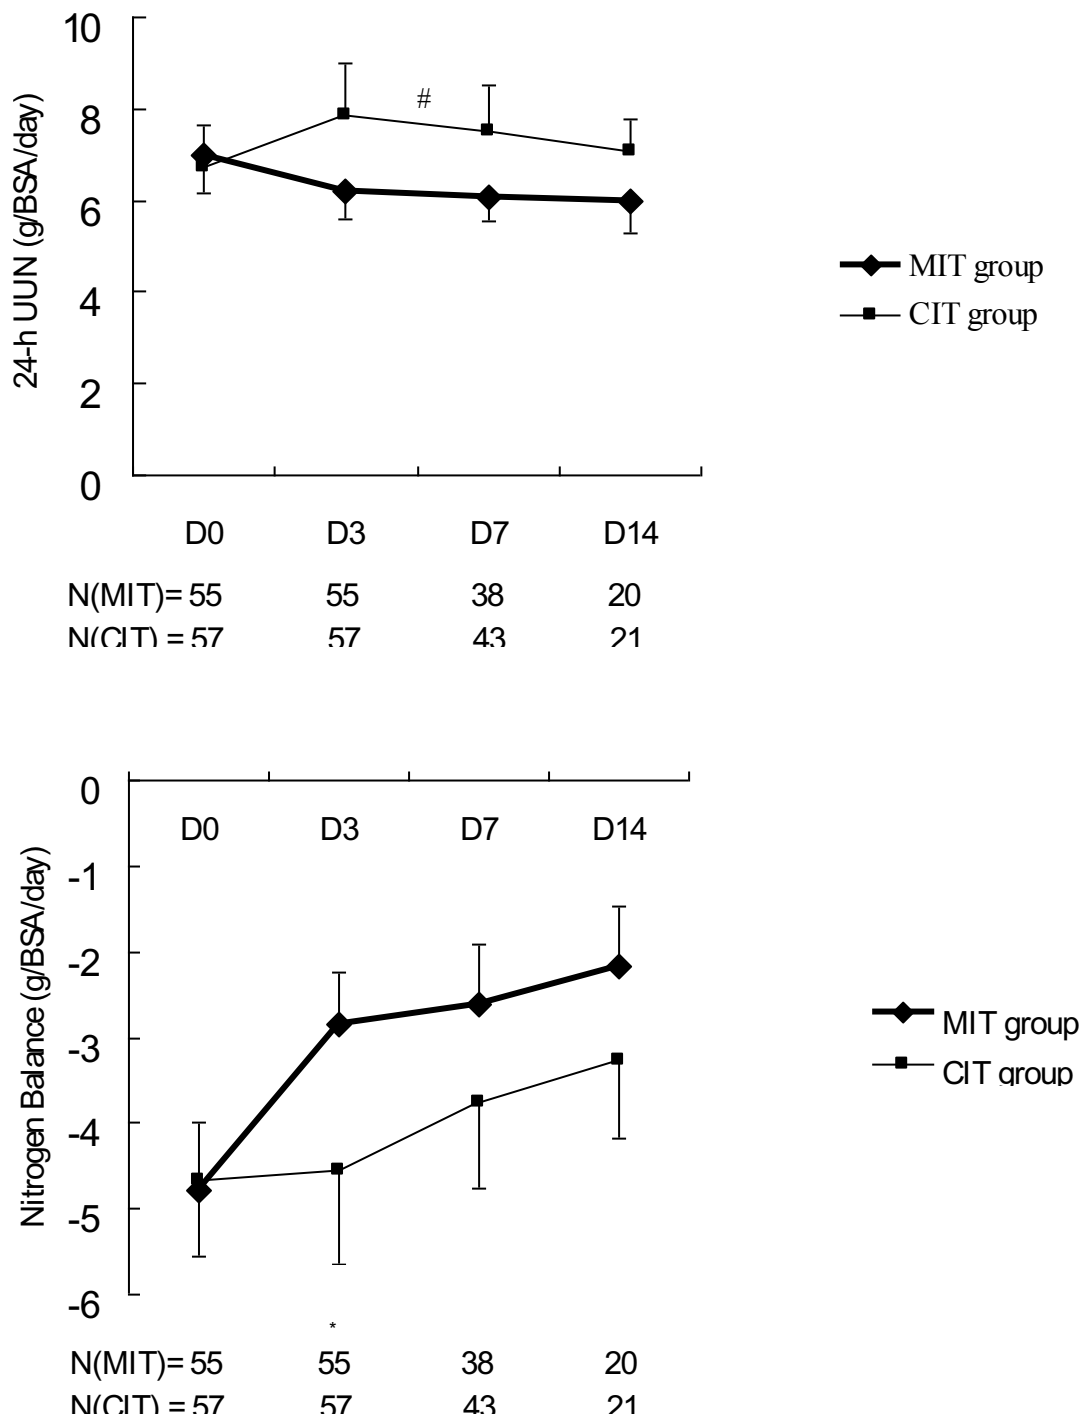 10
8
6
4
2
0
24-h UUN (g/BSA/day)
#
MIT group
CIT group
D0 D3 D7 D14
N(MIT)= 55 55 38 20
N(CIT) = 57 57 43 21
0
-1
-2
-3
-4
-5
-6
Nitrogen Balance (g/BSA/day)
D0 D3 D7 D14
MIT group
CIT group
*
N(MIT)= 55 55 38 20
N(CIT) = 57 57 43 21